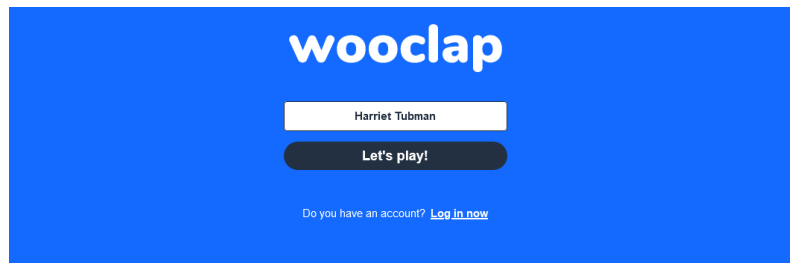 wooclap
Harriet Tubman
Let's play!
Do you have an account? Log in now